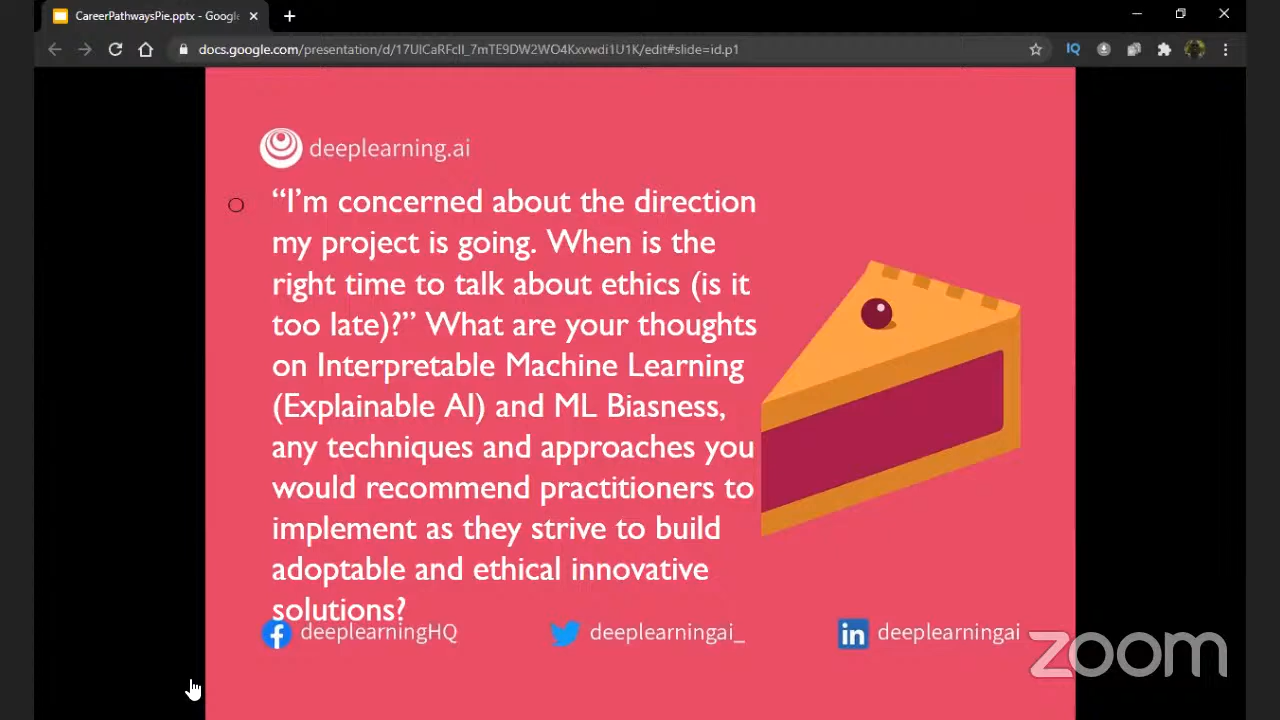 CareerPathwaysPie.pptx - Google
docs.google.com/presentation/d/17UlCaRFclI_7mTE9DW2WO4Kxvwdi1U1K/edit#slide=id.p1
IQ
deeplearning.ai
“I’m concerned about the direction
my project is going. When is the
right time to talk about ethics (is it
too late)?” What are your thoughts
on Interpretable Machine Learning
(Explainable AI) and ML Biasness,
any techniques and approaches you
would recommend practitioners to
implement as they strive to build
adoptable and ethical innovative
solutions?
deeplearningHQ
deeplearningai_
in deeplearningai
zoom